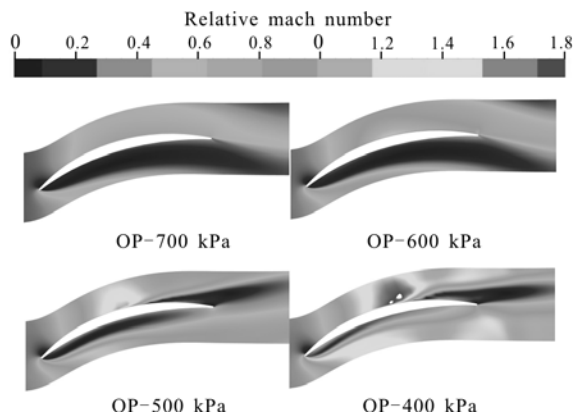 Relative mach number
0 0.2 0.4 0.6 0.8 0 1.2 1.4 1.6 1.8
OP-700 kPa OP-600 kPa
OP-500 kPa OP-400 kPa